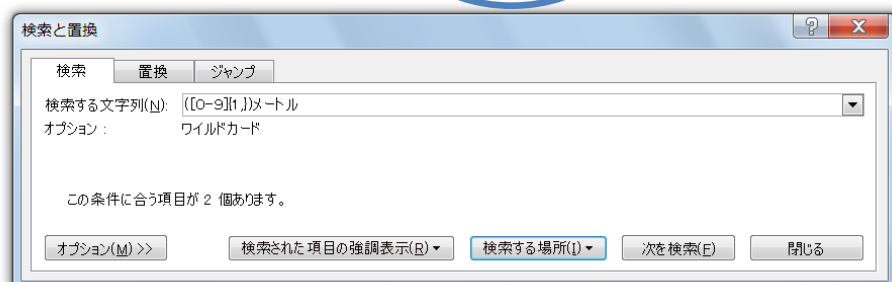 検索と置換
検索 置換 ジャンプ
検索する文字列(N): ([0-9]{1,})メートル
オプション: ワイルドカード
この条件に合う項目が 2 個あります。
オプション(M) >> 検索された項目の強調表示(R) 検索する場所(I) 次を検索(F) 閉じる